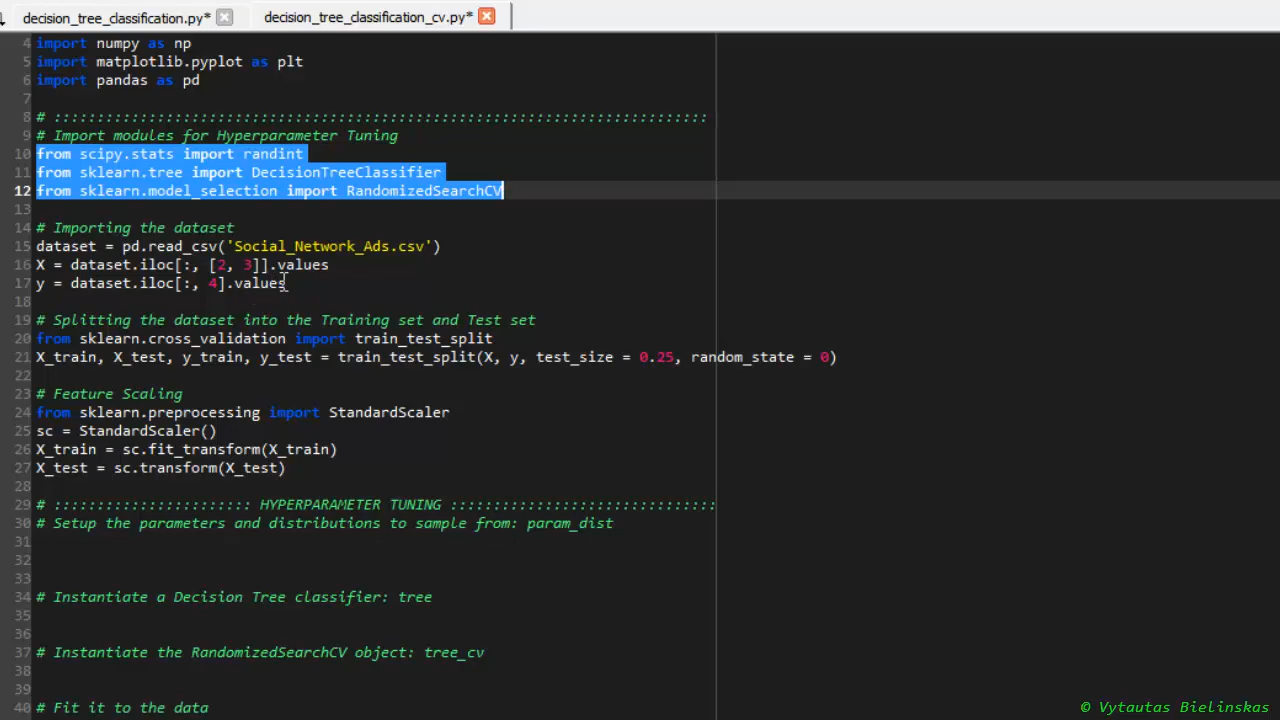 decision_tree_classification.py* decision_tree_classification_cv.py*
4 import numpy as np
5 import matplotlib.pyplot as plt
6 import pandas as pd
7
8 # ::::::::::::::::::::::::::::::::::::::::::::::::::::::::::::::::::::::::::::
9 # Import modules for Hyperparameter Tuning
10 from scipy.stats import randint
11 from sklearn.tree import DecisionTreeClassifier
12 from sklearn.model_selection import RandomizedSearchCV
13
14 # Importing the dataset
15 dataset = pd.read_csv('Social_Network_Ads.csv')
16 X = dataset.iloc[:, [2, 3]].values
17 y = dataset.iloc[:, 4].values
18
19 # Splitting the dataset into the Training set and Test set
20 from sklearn.cross_validation import train_test_split
21 X_train, X_test, y_train, y_test = train_test_split(X, y, test_size = 0.25, random_state = 0)
22
23 # Feature Scaling
24 from sklearn.preprocessing import StandardScaler
25 sc = StandardScaler()
26 X_train = sc.fit_transform(X_train)
27 X_test = sc.transform(X_test)
28
29 # ::::::::::::::::::::::: HYPERPARAMETER TUNING :::::::::::::::::::::::::::::::
30 # Setup the parameters and distributions to sample from: param_dist
31
32
33
34 # Instantiate a Decision Tree classifier: tree
35
36
37 # Instantiate the RandomizedSearchCV object: tree_cv
38
39
40 # Fit it to the data
© Vytautas Bielinskas